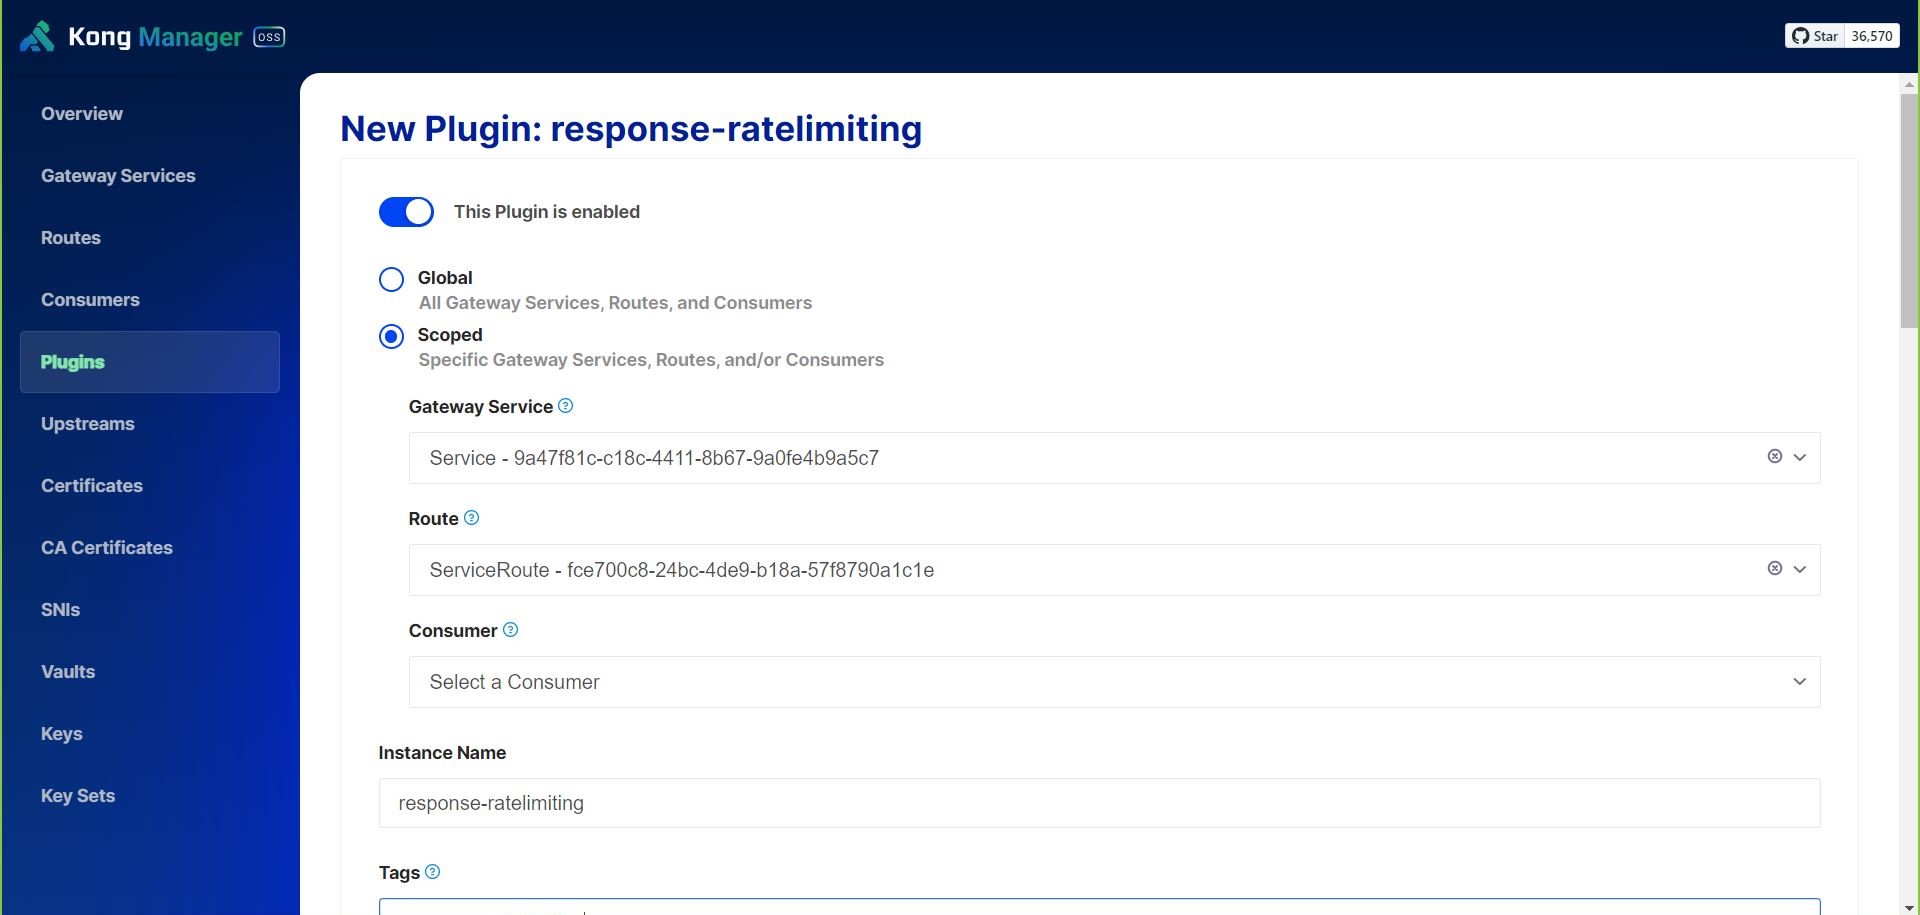 Kong Manager OSS
Star 36,570
Overview
Gateway Services
Routes
Consumers
Plugins
Upstreams
Certificates
CA Certificates
SNIs
Vaults
Keys
Key Sets
New Plugin: response-ratelimiting
This Plugin is enabled
Global
All Gateway Services, Routes, and Consumers
Scoped
Specific Gateway Services, Routes, and/or Consumers
Gateway Service
Service - 9a47f81c-c18c-4411-8b67-9a0fe4b9a5c7
Route
ServiceRoute - fce700c8-24bc-4de9-b18a-57f8790a1c1e
Consumer
Select a Consumer
Instance Name
response-ratelimiting
Tags